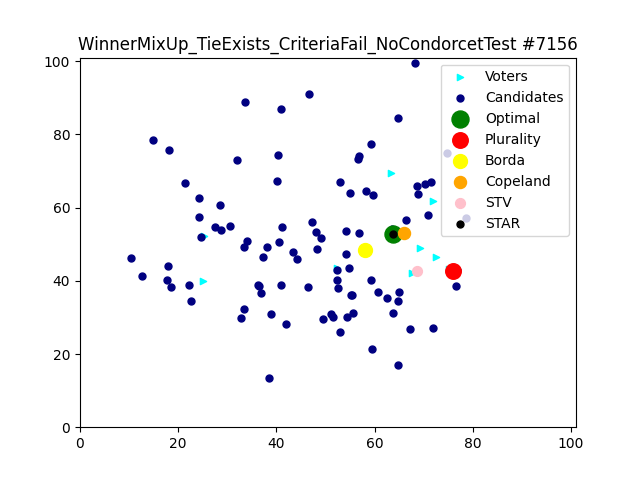 WinnerMixUp_TieExists_CriteriaFail_NoCondorcetTest #7156
Voters
Candidates
Optimal
Plurality
Borda
Copeland
STV
STAR
100
80
60
40
20
0
0 20 40 60 80 100